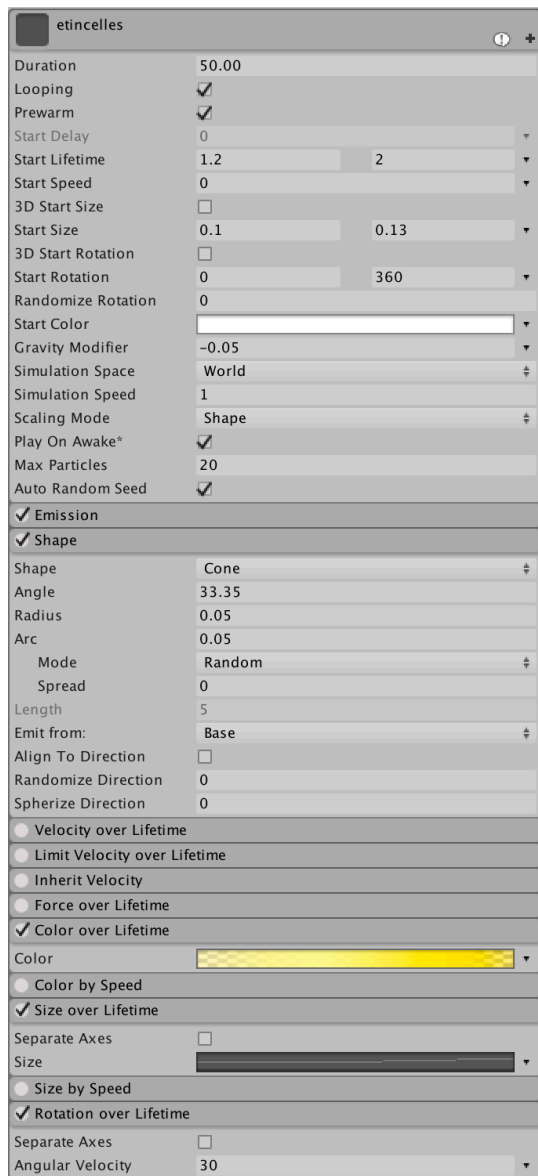 etincelles
Duration 50.00
Looping
Prewarm
Start Delay 0
Start Lifetime 1.2 2
Start Speed 0
3D Start Size
Start Size 0.1 0.13
3D Start Rotation
Start Rotation 0 360
Randomize Rotation 0
Start Color
Gravity Modifier -0.05
Simulation Space World
Simulation Speed 1
Scaling Mode Shape
Play On Awake*
Max Particles 20
Auto Random Seed
Emission
Shape
Shape Cone
Angle 33.35
Radius 0.05
Arc 0.05
Mode Random
Spread 0
Length 5
Emit from: Base
Align To Direction
Randomize Direction 0
Spherize Direction 0
Velocity over Lifetime
Limit Velocity over Lifetime
Inherit Velocity
Force over Lifetime
Color over Lifetime
Color
Color by Speed
Size over Lifetime
Separate Axes
Size
Size by Speed
Rotation over Lifetime
Separate Axes
Angular Velocity 30